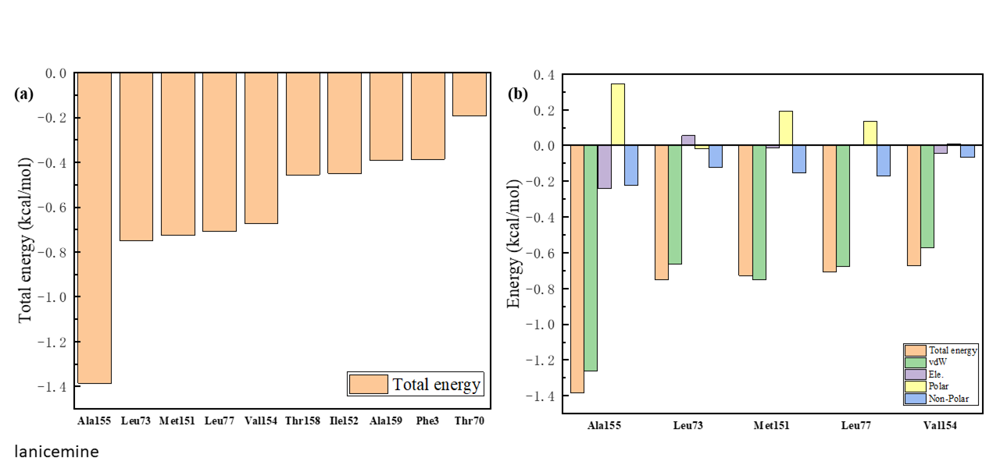 (a)
Total energy (kcal/mol)
0.0
-0.2
-0.4
-0.6
-0.8
-1.0
-1.2
-1.4
Total energy
Ala155 Leu73 Met151 Leu77 Val154 Thr158 Ile152 Ala159 Phe3 Thr70
(b)
Energy (kcal/mol)
0.4
0.2
0.0
-0.2
-0.4
-0.6
-0.8
-1.0
-1.2
-1.4
Total energy
vdW
Ele.
Polar
Non-Polar
Ala155 Leu73 Met151 Leu77 Val154
lanicemine